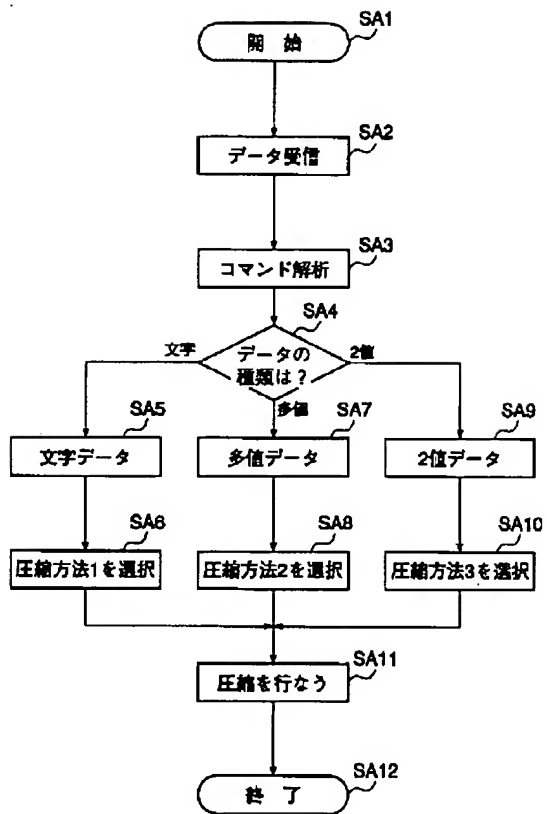 SA1
開 始
SA2
データ受信
SA3
コマンド解析
SA4
文字
データの
種類は?
2値
多値
SA5
文字データ
SA7
多値データ
SA9
2値データ
SA6
圧縮方法1を選択
SA8
圧縮方法2を選択
SA10
圧縮方法3を選択
SA11
圧縮を行なう
SA12
終 了